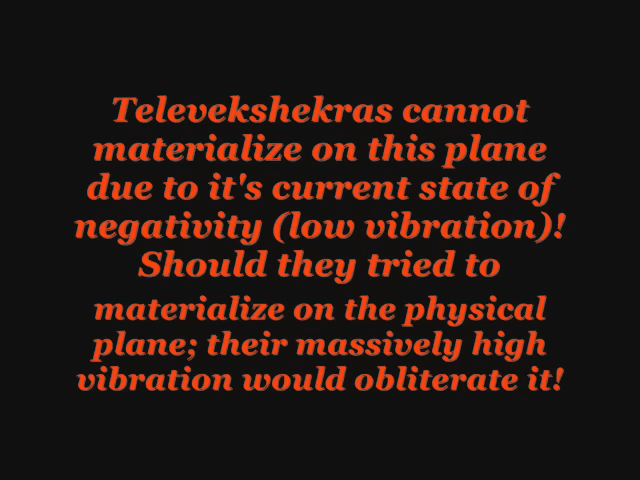 Televekshekras cannot
materialize on this plane
due to it's current state of
negativity (low vibration)!
Should they tried to
materialize on the physical
plane; their massively high
vibration would obliterate it!